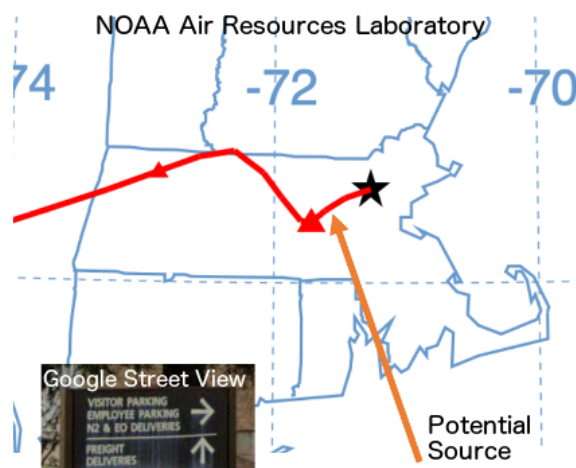 NOAA Air Resources Laboratory
74
-72
-70
Google Street View
VISITOR PARKING
EMPLOYEE PARKING
N2 & EO DELIVERIES
FREIGHT
DELIVERIES
Potential
Source